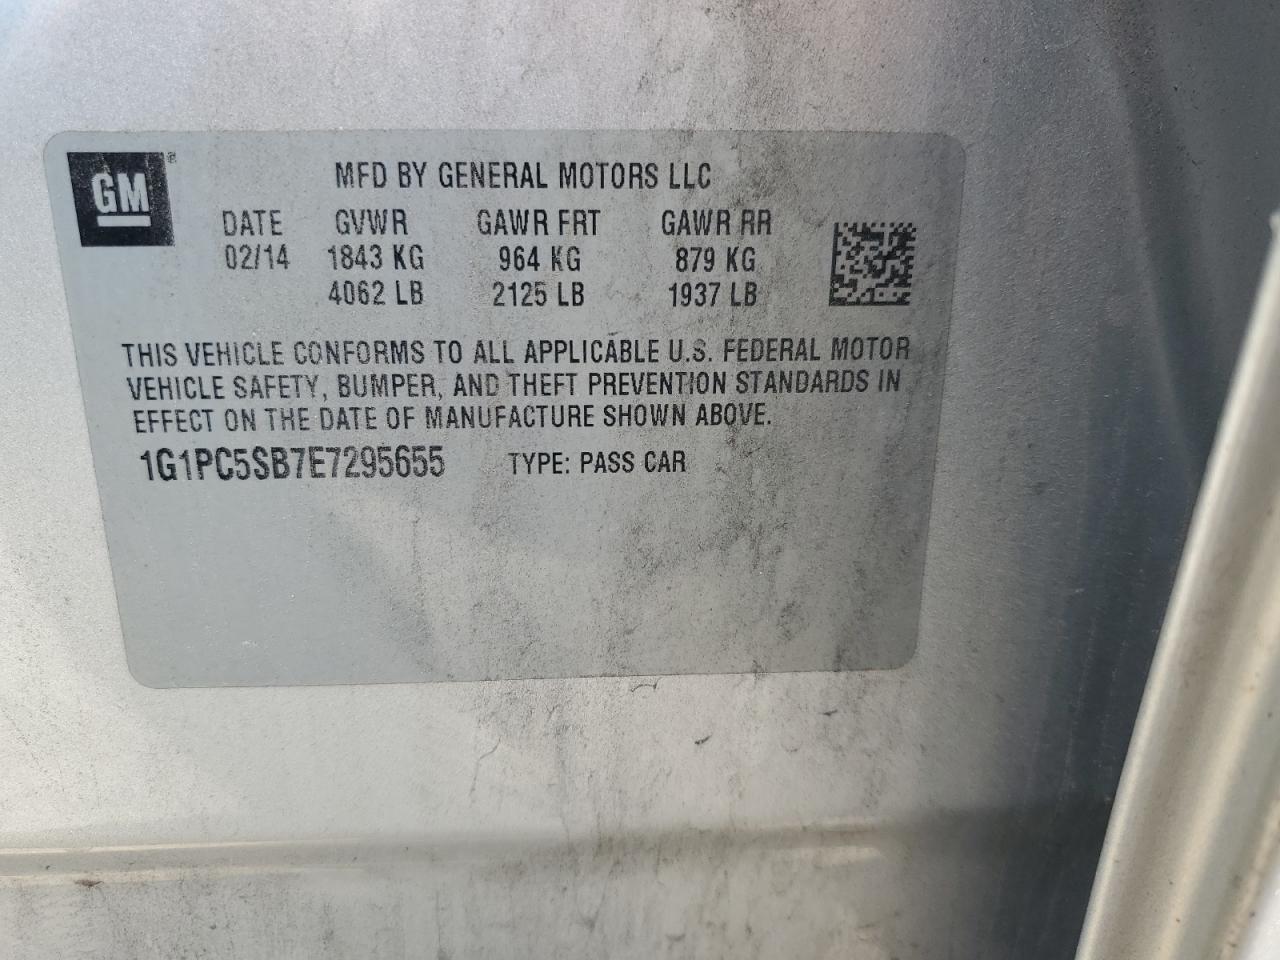 GM®
MFD BY GENERAL MOTORS LLC
DATE GVWR GAWR FRT GAWR RR
02/14 1843 KG 964 KG 879 KG
4062 LB 2125 LB 1937 LB
THIS VEHICLE CONFORMS TO ALL APPLICABLE U.S. FEDERAL MOTOR
VEHICLE SAFETY, BUMPER, AND THEFT PREVENTION STANDARDS IN
EFFECT ON THE DATE OF MANUFACTURE SHOWN ABOVE.
1G1PC5SB7E7295655 TYPE: PASS CAR